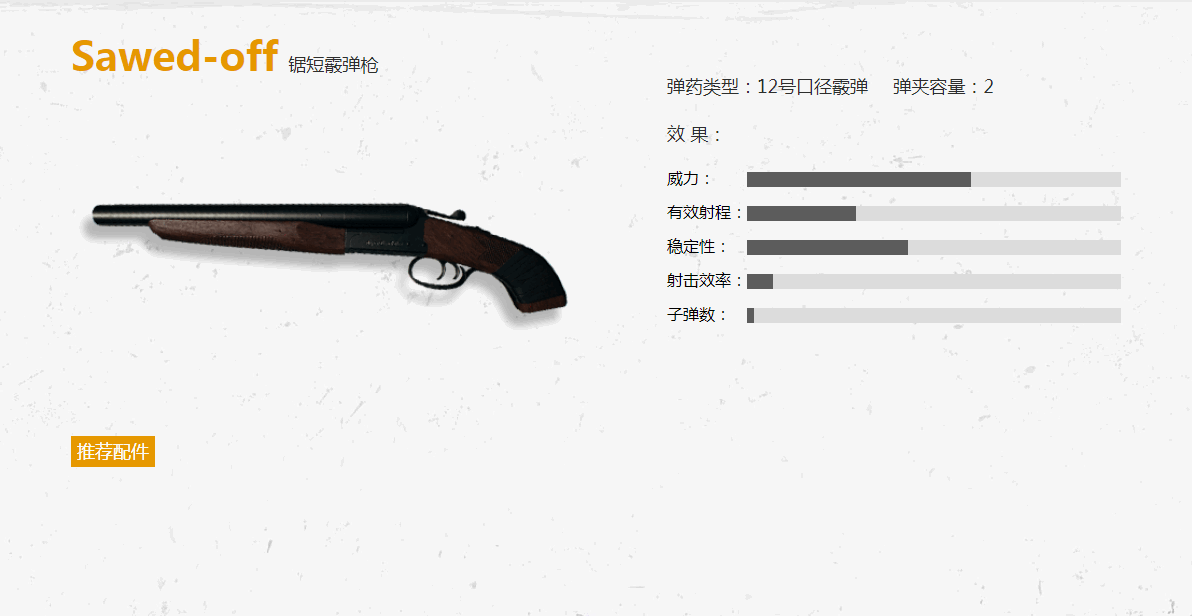 Sawed-off 锯短霰弹枪
弹药类型：12号口径霰弹 弹夹容量：2
效 果：
威力：
有效射程：
稳定性：
射击效率：
子弹数：
推荐配件